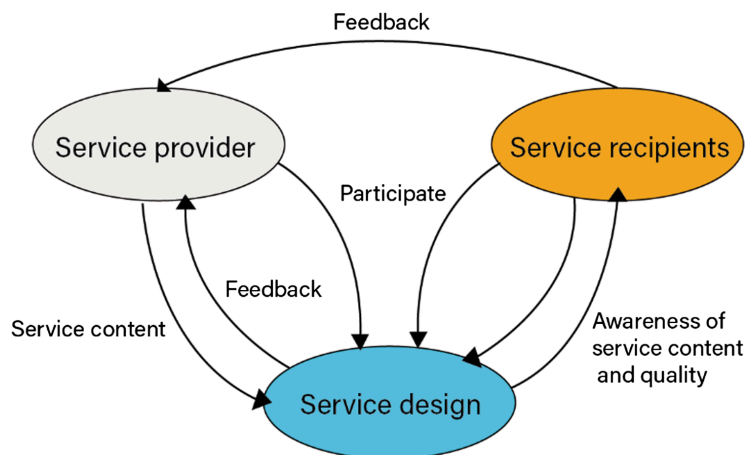 Feedback
Service provider
Service recipients
Participate
Feedback
Service content
Awareness of
service content
and quality
Service design